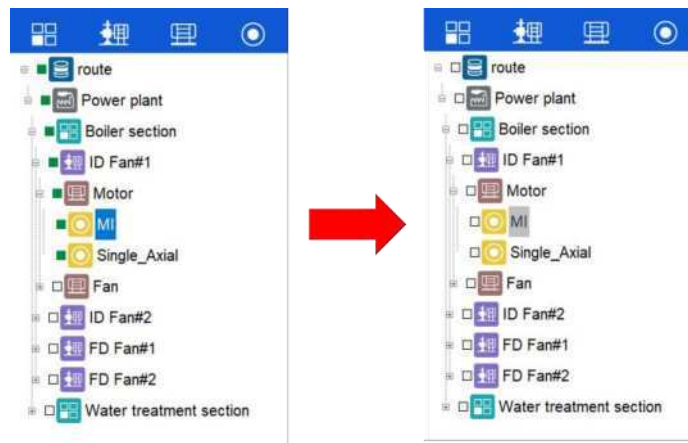 route
Power plant
Boiler section
ID Fan#1
Motor
MI
Single_Axial
Fan
ID Fan#2
FD Fan#1
FD Fan#2
Water treatment section
route
Power plant
Boiler section
ID Fan#1
Motor
MI
Single_Axial
Fan
ID Fan#2
FD Fan#1
FD Fan#2
Water treatment section